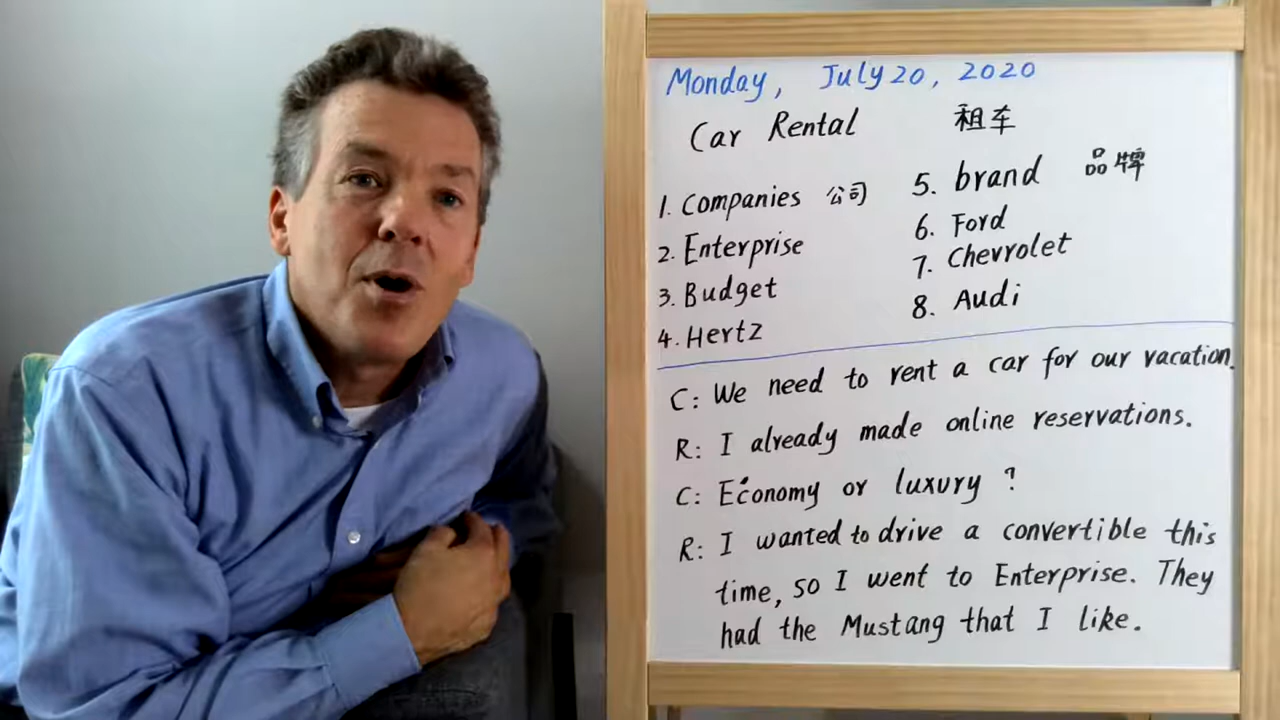 Monday, July 20, 2020
Car Rental 租车
1. Companies 公司
2. Enterprise
3. Budget
4. Hertz
5. brand 品牌
6. Ford
7. Chevrolet
8. Audi
C: We need to rent a car for our vacation.
R: I already made online reservations.
C: Economy or luxury?
R: I wanted to drive a convertible this
time, so I went to Enterprise. They
had the Mustang that I like.